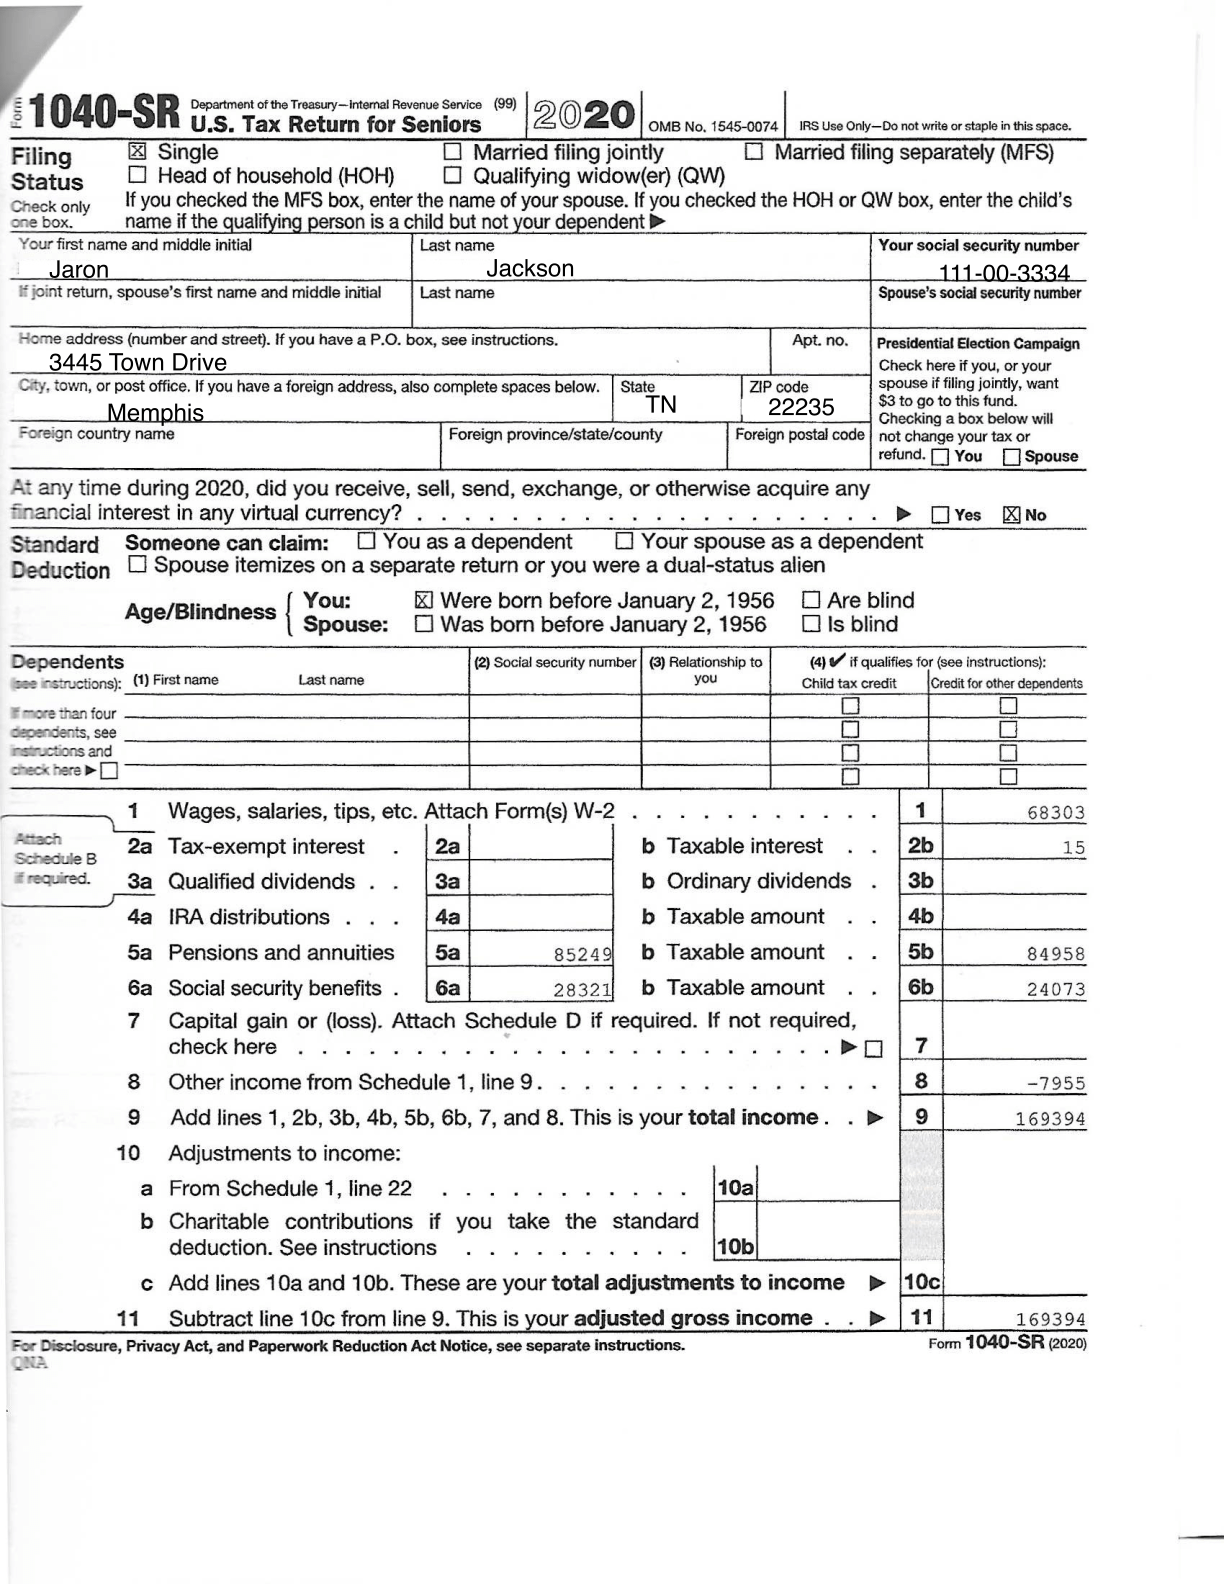 Form 1040-SR Department of the Treasury—Internal Revenue Service (99) U.S. Tax Return for Seniors 2020 OMB No. 1545-0074 IRS Use Only—Do not write or staple in this space.
Filing Status Check only one box.
☒ Single ☐ Married filing jointly ☐ Married filing separately (MFS)
☐ Head of household (HOH) ☐ Qualifying widow(er) (QW)
If you checked the MFS box, enter the name of your spouse. If you checked the HOH or QW box, enter the child's
name if the qualifying person is a child but not your dependent ▶
Your first name and middle initial Last name Your social security number
Jaron Jackson 111-00-3334
If joint return, spouse's first name and middle initial Last name Spouse's social security number
Home address (number and street). If you have a P.O. box, see instructions. Apt. no.
3445 Town Drive
City, town, or post office. If you have a foreign address, also complete spaces below. State ZIP code
Memphis TN 22235
Foreign country name Foreign province/state/county Foreign postal code
Presidential Election Campaign
Check here if you, or your
spouse if filing jointly, want
$3 to go to this fund.
Checking a box below will
not change your tax or
refund. ☐ You ☐ Spouse
At any time during 2020, did you receive, sell, send, exchange, or otherwise acquire any
financial interest in any virtual currency? . . . . . . . . . . . . . . . . . . . . ▶ ☐ Yes ☒ No
Standard Deduction
Someone can claim: ☐ You as a dependent ☐ Your spouse as a dependent
☐ Spouse itemizes on a separate return or you were a dual-status alien
Age/Blindness { You: ☒ Were born before January 2, 1956 ☐ Are blind
Spouse: ☐ Was born before January 2, 1956 ☐ Is blind
Dependents (see instructions): (1) First name Last name (2) Social security number (3) Relationship to you (4) ✔ if qualifies for (see instructions):
Child tax credit Credit for other dependents
If more than four
dependents, see
instructions and
check here ▶ ☐
Attach
Schedule B
if required.
1 Wages, salaries, tips, etc. Attach Form(s) W-2 . . . . . . . . . . . 1 68303
2a Tax-exempt interest . 2a b Taxable interest . . 2b 15
3a Qualified dividends . . 3a b Ordinary dividends . 3b
4a IRA distributions . . . 4a b Taxable amount . . 4b
5a Pensions and annuities 5a 85249 b Taxable amount . . 5b 84958
6a Social security benefits . 6a 28321 b Taxable amount . . 6b 24073
7 Capital gain or (loss). Attach Schedule D if required. If not required,
check here . . . . . . . . . . . . . . . . . . . . . . . ▶ ☐ 7
8 Other income from Schedule 1, line 9. . . . . . . . . . . . . . . 8 -7955
9 Add lines 1, 2b, 3b, 4b, 5b, 6b, 7, and 8. This is your total income . . ▶ 9 169394
10 Adjustments to income:
a From Schedule 1, line 22 . . . . . . . . . . . 10a
b Charitable contributions if you take the standard
deduction. See instructions . . . . . . . . . . 10b
c Add lines 10a and 10b. These are your total adjustments to income ▶ 10c
11 Subtract line 10c from line 9. This is your adjusted gross income . . ▶ 11 169394
For Disclosure, Privacy Act, and Paperwork Reduction Act Notice, see separate instructions. Form 1040-SR (2020)
QNA